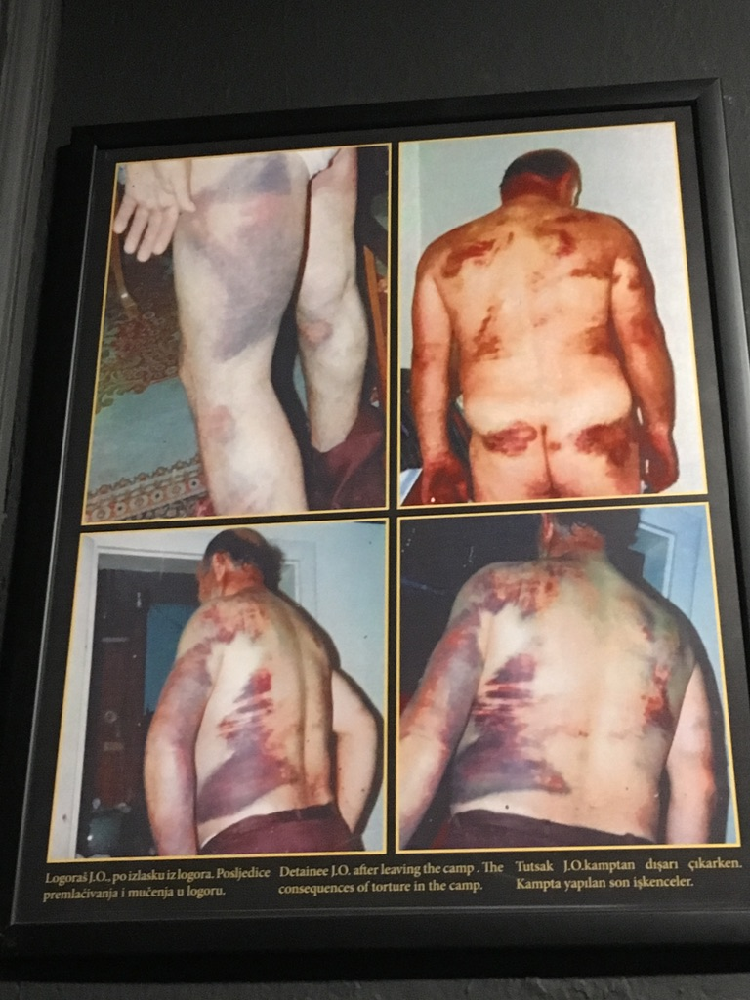 Logoraš J.O., po izlasku iz logora. Posljedice
premlaćivanja i mučenja u logoru.
Detainee J.O. after leaving the camp . The
consequences of torture in the camp.
Tutsak J.O.kamptan dışarı çıkarken.
Kampta yapılan son işkenceler.